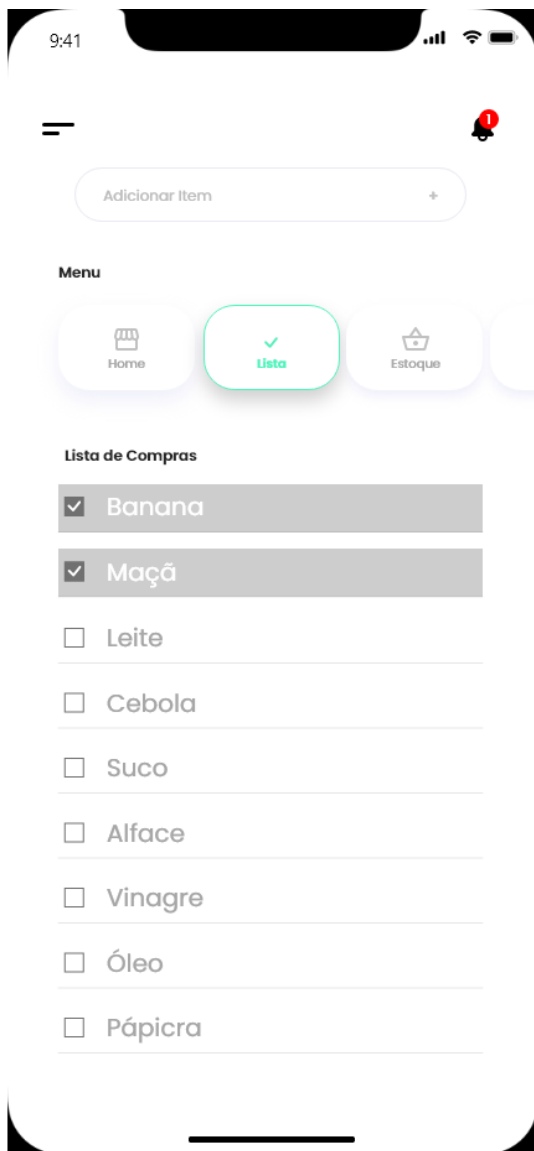 9:41
1
Adicionar Item +
Menu
Home Lista Estoque
Lista de Compras
Banana
Maçã
Leite
Cebola
Suco
Alface
Vinagre
Óleo
Pápicra